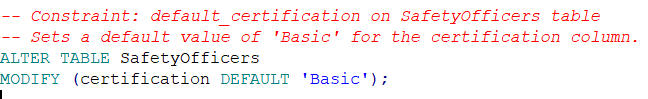 -- Constraint: default_certification on SafetyOfficers table
-- Sets a default value of 'Basic' for the certification column.
ALTER TABLE SafetyOfficers
MODIFY (certification DEFAULT 'Basic');